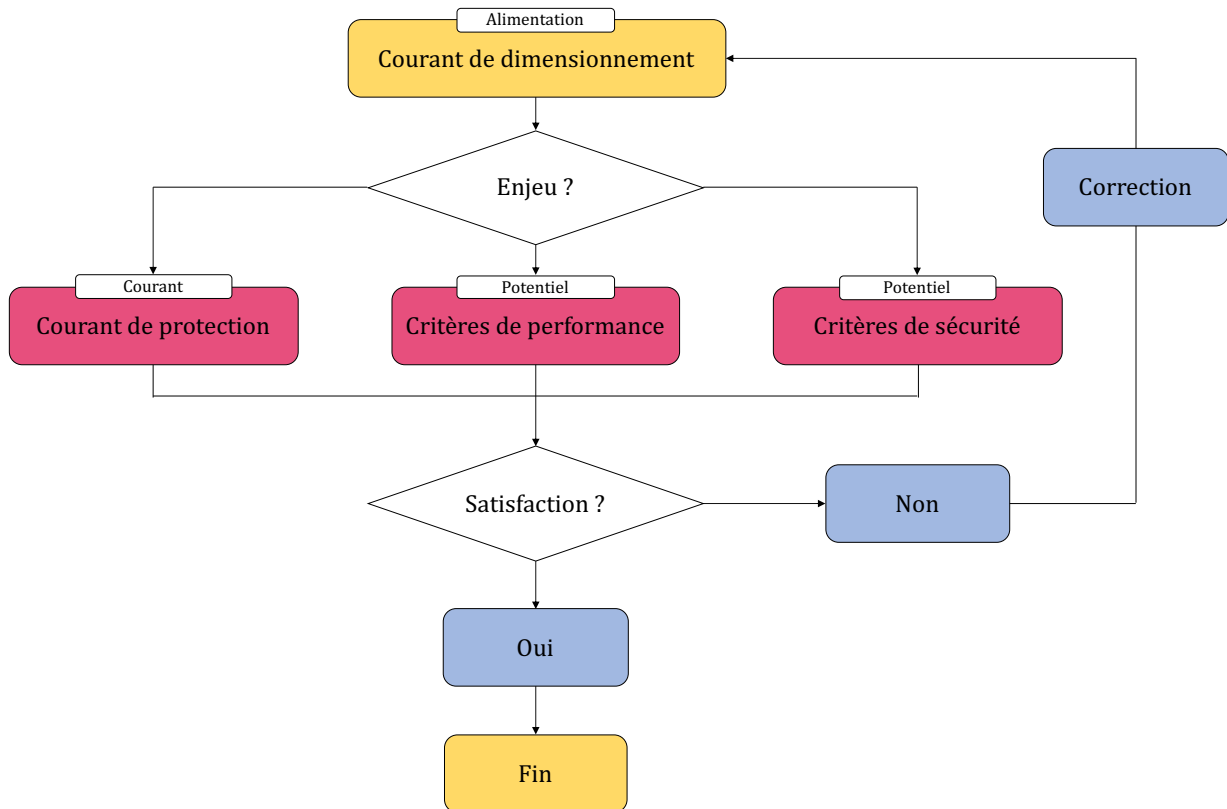 Alimentation
Courant de dimensionnement
Enjeu ?
Correction
Courant
Courant de protection
Potentiel
Critères de performance
Potentiel
Critères de sécurité
Satisfaction ?
Non
Oui
Fin